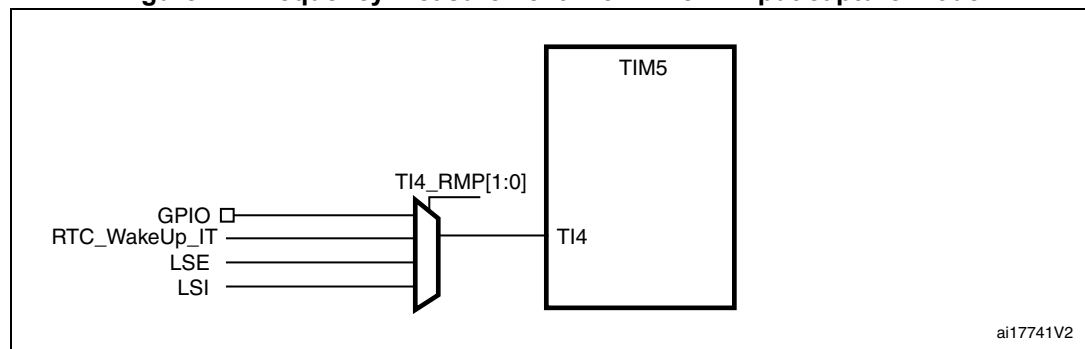 TIM5
TI4_RMP[1:0]
GPIO
RTC_WakeUp_IT
TI4
LSE
LSI
ai17741V2